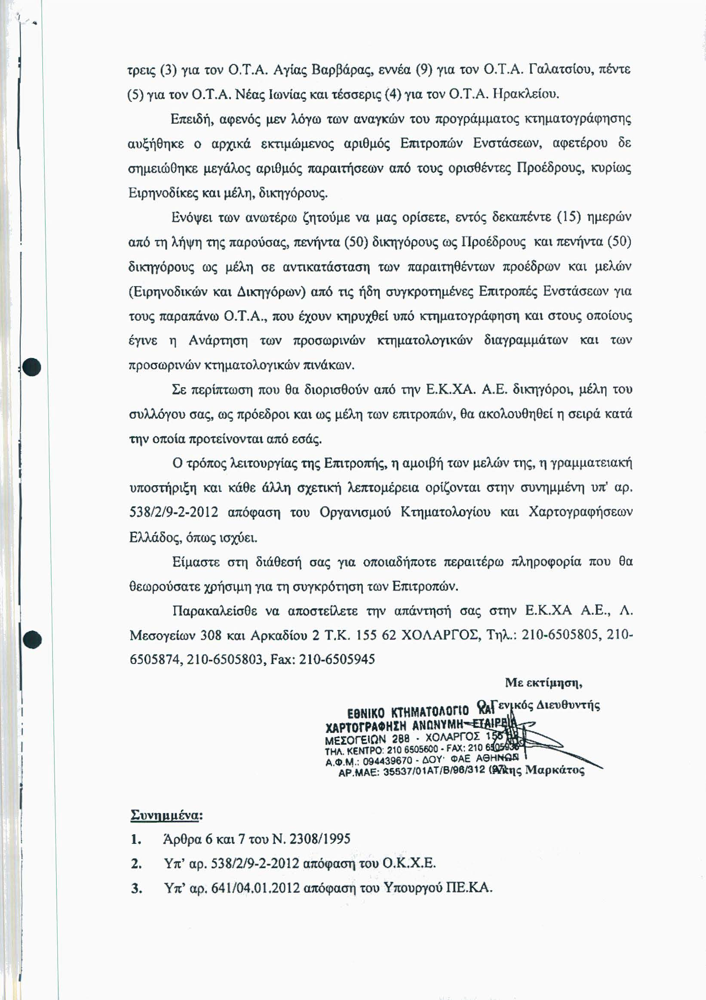 τρεις (3) για τον Ο.Τ.Α. Αγίας Βαρβάρας, εννέα (9) για τον Ο.Τ.Α. Γαλατσίου, πέντε
(5) για τον Ο.Τ.Α. Νέας Ιωνίας και τέσσερις (4) για τον Ο.Τ.Α. Ηρακλείου.
Επειδή, αφενός μεν λόγω των αναγκών του προγράμματος κτηματογράφησης
αυξήθηκε ο αρχικά εκτιμώμενος αριθμός Επιτροπών Ενστάσεων, αφετέρου δε
σημειώθηκε μεγάλος αριθμός παραιτήσεων από τους ορισθέντες Προέδρους, κυρίως
Ειρηνοδίκες και μέλη, δικηγόρους.
Ενόψει των ανωτέρω ζητούμε να μας ορίσετε, εντός δεκαπέντε (15) ημερών
από τη λήψη της παρούσας, πενήντα (50) δικηγόρους ως Προέδρους και πενήντα (50)
δικηγόρους ως μέλη σε αντικατάσταση των παραιτηθέντων προέδρων και μελών
(Ειρηνοδικών και Δικηγόρων) από τις ήδη συγκροτημένες Επιτροπές Ενστάσεων για
τους παραπάνω Ο.Τ.Α., που έχουν κηρυχθεί υπό κτηματογράφηση και στους οποίους
έγινε η Ανάρτηση των προσωρινών κτηματολογικών διαγραμμάτων και των
προσωρινών κτηματολογικών πινάκων.
Σε περίπτωση που θα διορισθούν από την Ε.Κ.ΧΑ. Α.Ε. δικηγόροι, μέλη του
συλλόγου σας, ως πρόεδροι και ως μέλη των επιτροπών, θα ακολουθηθεί η σειρά κατά
την οποία προτείνονται από εσάς.
Ο τρόπος λειτουργίας της Επιτροπής, η αμοιβή των μελών της, η γραμματειακή
υποστήριξη και κάθε άλλη σχετική λεπτομέρεια ορίζονται στην συνημμένη υπ' αρ.
538/2/9-2-2012 απόφαση του Οργανισμού Κτηματολογίου και Χαρτογραφήσεων
Ελλάδος, όπως ισχύει.
Είμαστε στη διάθεσή σας για οποιαδήποτε περαιτέρω πληροφορία που θα
θεωρούσατε χρήσιμη για τη συγκρότηση των Επιτροπών.
Παρακαλείσθε να αποστείλετε την απάντησή σας στην Ε.Κ.ΧΑ Α.Ε., Λ.
Μεσογείων 308 και Αρκαδίου 2 Τ.Κ. 155 62 ΧΟΛΑΡΓΟΣ, Τηλ.: 210-6505805, 210-
6505874, 210-6505803, Fax: 210-6505945
Με εκτίμηση,
Ο Γενικός Διευθυντής
ΕΘΝΙΚΟ ΚΤΗΜΑΤΟΛΟΓΙΟ ΚΑΙ
ΧΑΡΤΟΓΡΑΦΗΣΗ ΑΝΩΝΥΜΗ ΕΤΑΙΡΕΙΑ
ΜΕΣΟΓΕΙΩΝ 288 - ΧΟΛΑΡΓΟΣ 155 62
ΤΗΛ. ΚΕΝΤΡΟ: 210 6505600 - FAX: 210 6505936
Α.Φ.Μ.: 094439670 - ΔΟΥ ΦΑΕ ΑΘΗΝΩΝ
ΑΡ.ΜΑΕ: 35537/01ΑΤ/Β/96/312 (97)
Μαρκάτος
Συνημμένα:
1. Άρθρα 6 και 7 του Ν. 2308/1995
2. Υπ’ αρ. 538/2/9-2-2012 απόφαση του Ο.Κ.Χ.Ε.
3. Υπ’ αρ. 641/04.01.2012 απόφαση του Υπουργού ΠΕ.ΚΑ.